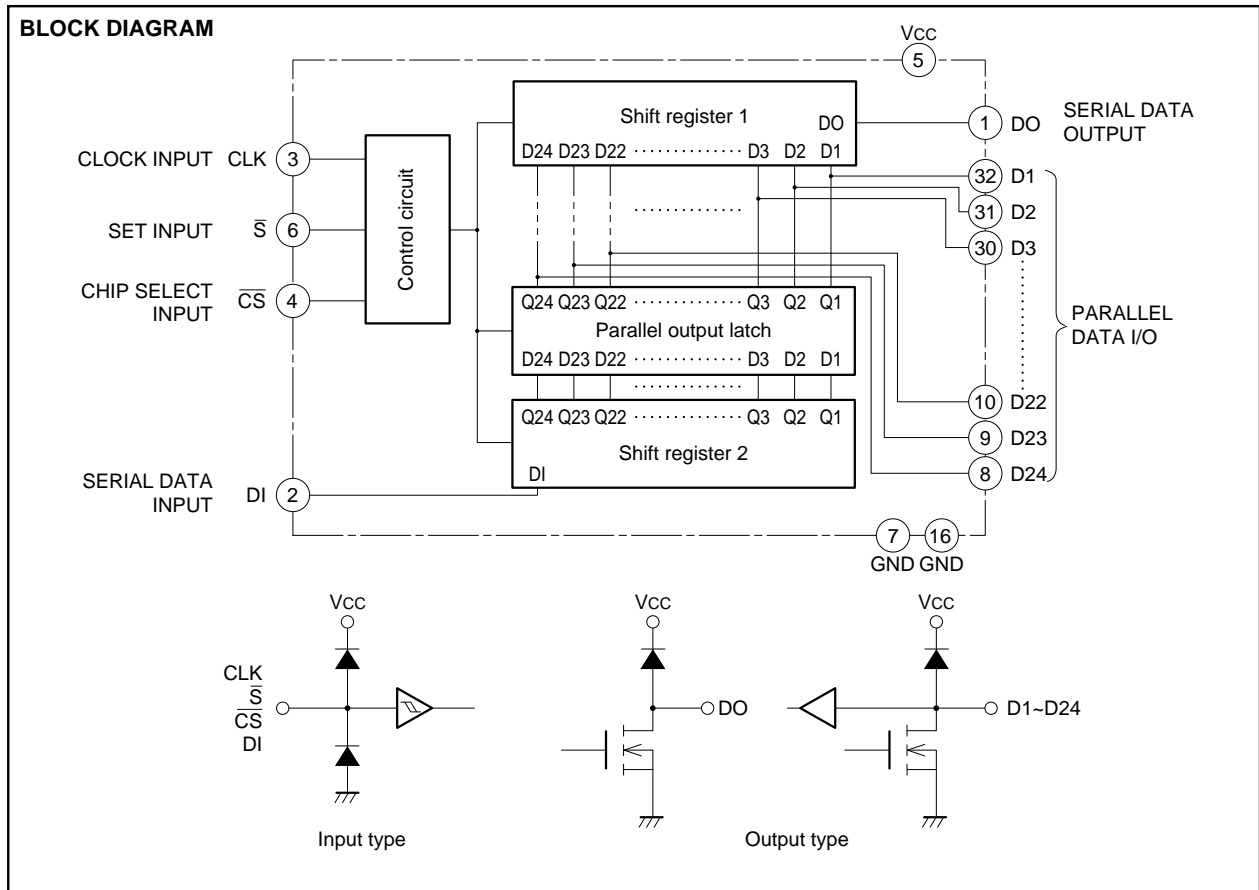 BLOCK DIAGRAM
VCC
5
Shift register 1
DO
D24 D23 D22 ·················· D3 D2 D1
1 DO
SERIAL DATA
OUTPUT
CLOCK INPUT CLK 3
SET INPUT S̅ 6
CHIP SELECT
INPUT
C̅S̅ 4
Control circuit
32 D1
31 D2
30 D3
PARALLEL
DATA I/O
Q24 Q23 Q22 ·················· Q3 Q2 Q1
Parallel output latch
D24 D23 D22 ·················· D3 D2 D1
Q24 Q23 Q22 ·················· Q3 Q2 Q1
Shift register 2
DI
10 D22
9 D23
8 D24
SERIAL DATA
INPUT
DI 2
7 16
GND GND
VCC
CLK
S̅
C̅S̅
DI
Input type
VCC
DO
VCC
D1~D24
Output type